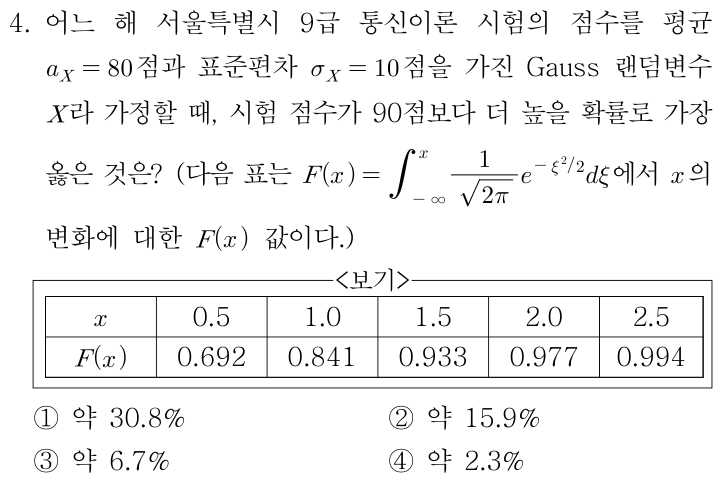 4. 어느 해 서울특별시 9급 통신이론 시험의 점수를 평균
a_X = 80점과 표준편차 σ_X = 10점을 가진 Gauss 랜덤변수
X라 가정할 때, 시험 점수가 90점보다 더 높을 확률로 가장
옳은 것은? (다음 표는 F(x) = ∫_{-∞}^{x} \frac{1}{\sqrt{2π}} e^{-ξ²/2}dξ에서 x의
변화에 대한 F(x) 값이다.)
<보기>
x 0.5 1.0 1.5 2.0 2.5
F(x) 0.692 0.841 0.933 0.977 0.994
① 약 30.8% ② 약 15.9%
③ 약 6.7% ④ 약 2.3%